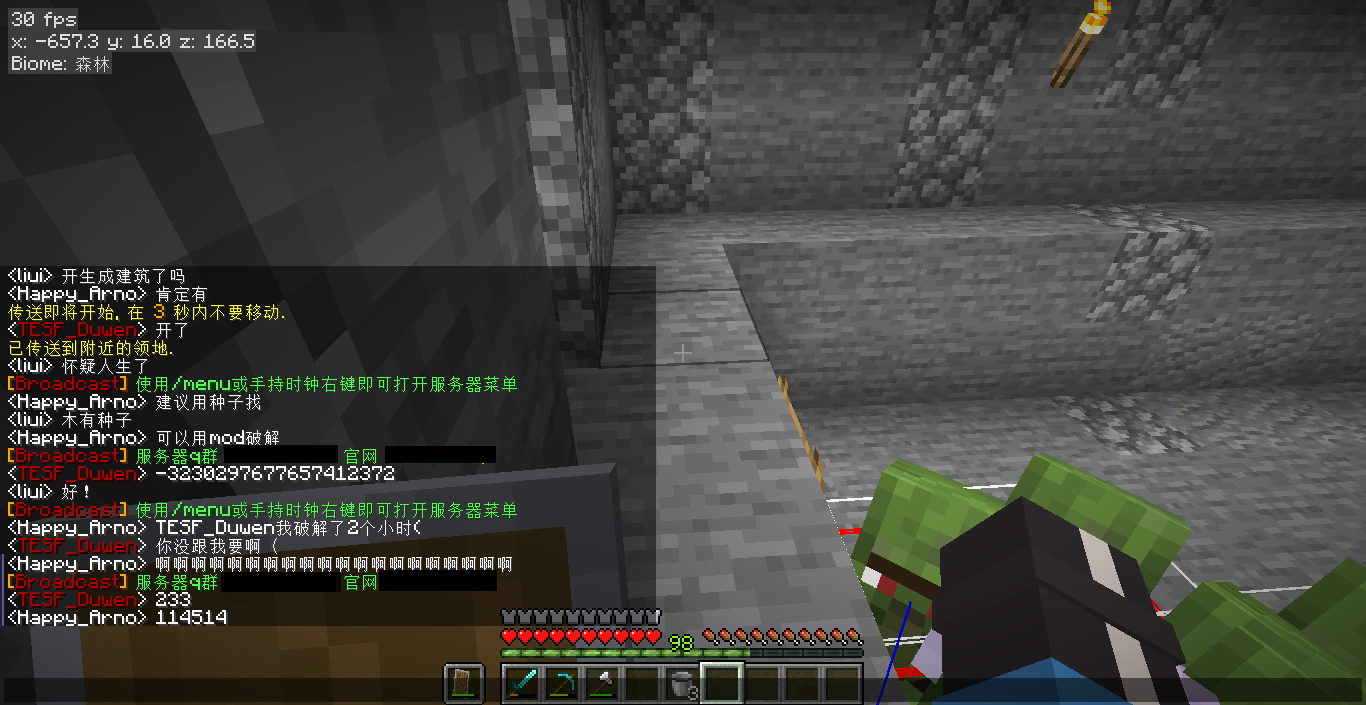 30 fps
x: -657.3 y: 16.0 z: 166.5
Biome: 森林
<liui> 开生成建筑了吗
<Happy_Arno> 肯定有
传送即将开始, 在 3 秒内不要移动.
<TESF_Duwen> 开了
已传送到附近的领地.
<liui> 怀疑人生了
[Broadcast] 使用/menu或手持时钟右键即可打开服务器菜单
<Happy_Arno> 建议用种子找
<liui> 木有种子
<Happy_Arno> 可以用mod破解
[Broadcast] 服务器q群 官网
<TESF_Duwen> -3230297677657412372
<liui> 好!
[Broadcast] 使用/menu或手持时钟右键即可打开服务器菜单
<Happy_Arno> TESF_Duwen我破解了2个小时(
<TESF_Duwen> 你没跟我要啊 (
<Happy_Arno> 啊啊啊啊啊啊啊啊啊啊啊啊啊啊啊啊啊啊啊啊
[Broadcast] 服务器q群 官网
<TESF_Duwen> 233
<Happy_Arno> 114514
98
3